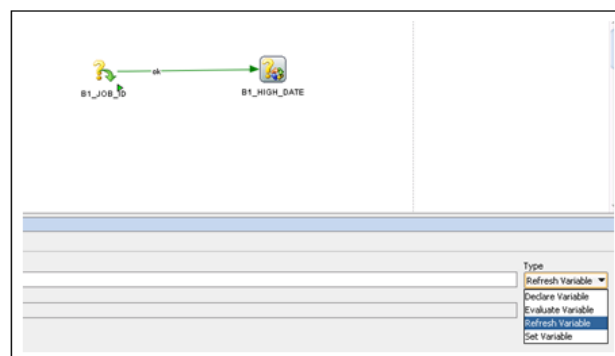 ok
B1_JOB_ID
B1_HIGH_DATE
Type
Refresh Variable
Declare Variable
Evaluate Variable
Refresh Variable
Set Variable